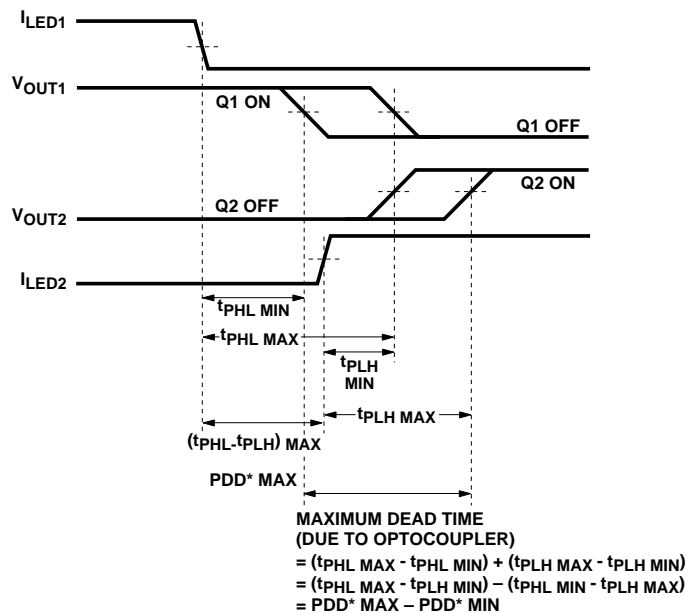 ILED1
VOUT1
Q1 ON
Q1 OFF
Q2 ON
Q2 OFF
VOUT2
ILED2
tPHL MIN
tPHL MAX
tPLH
MIN
tPLH MAX
(tPHL-tPLH) MAX
PDD* MAX
MAXIMUM DEAD TIME
(DUE TO OPTOCOUPLER)
= (tPHL MAX - tPHL MIN) + (tPLH MAX - tPLH MIN)
= (tPHL MAX - tPLH MIN) – (tPHL MIN - tPLH MAX)
= PDD* MAX – PDD* MIN